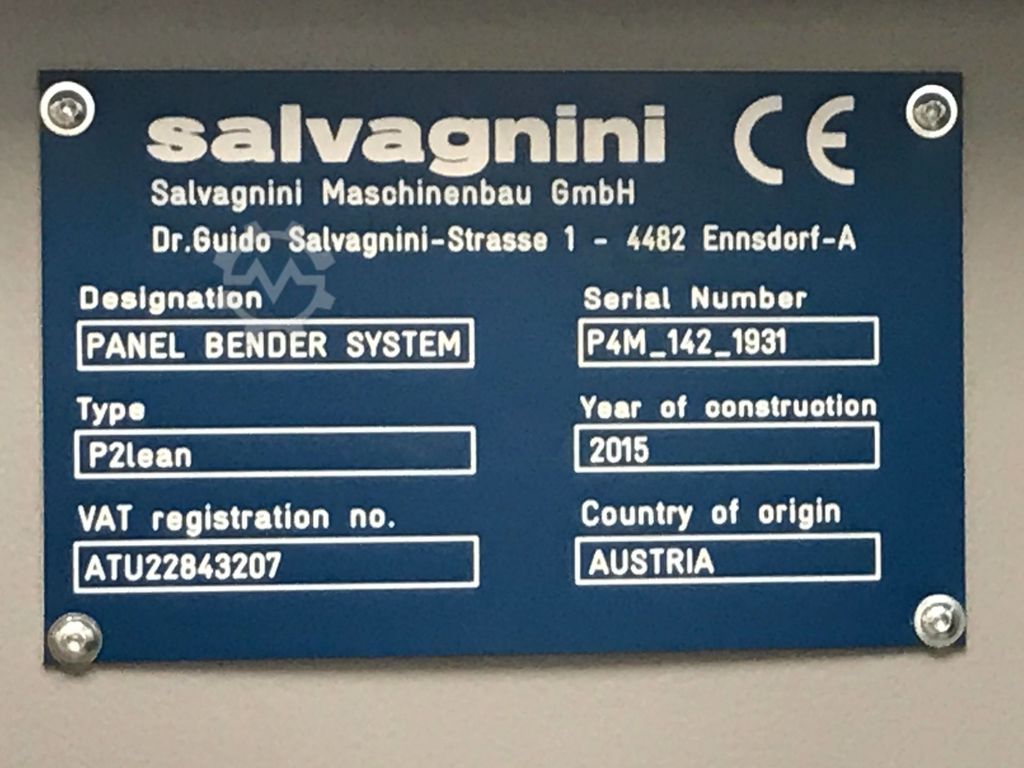 salvagnini CE
Salvagnini Maschinenbau GmbH
Dr.Guido Salvagnini-Strasse 1 - 4482 Ennsdorf-A
Designation
PANEL BENDER SYSTEM
Serial Number
P4M_142_1931
Type
P2lean
Year of construction
2015
VAT registration no.
ATU22843207
Country of origin
AUSTRIA